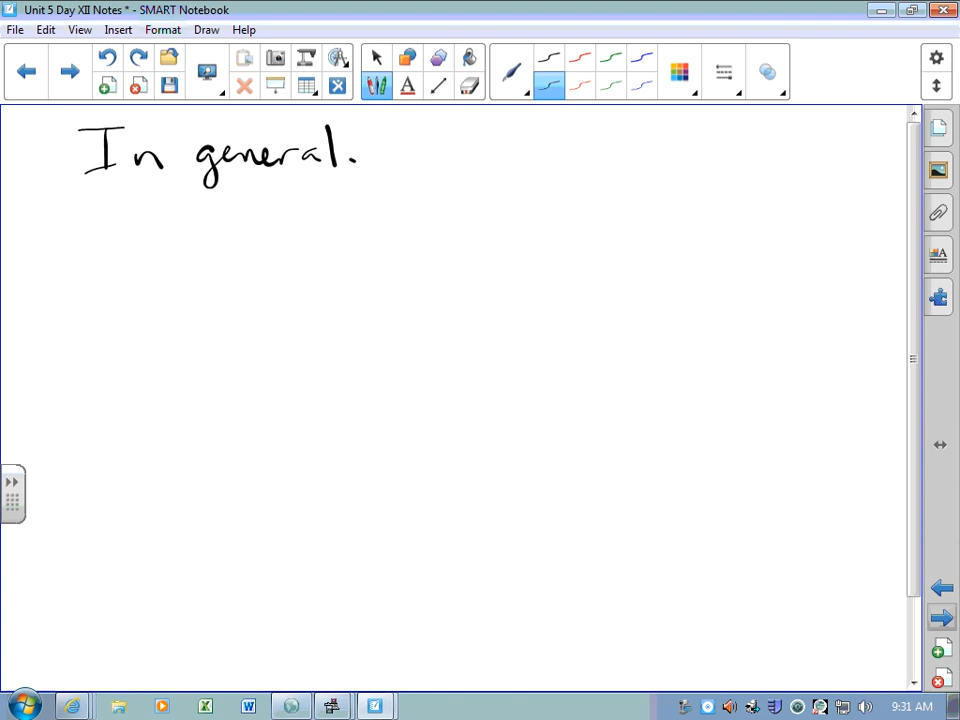 Unit 5 Day XII Notes * - SMART Notebook
File Edit View Insert Format Draw Help
In general.
9:31 AM